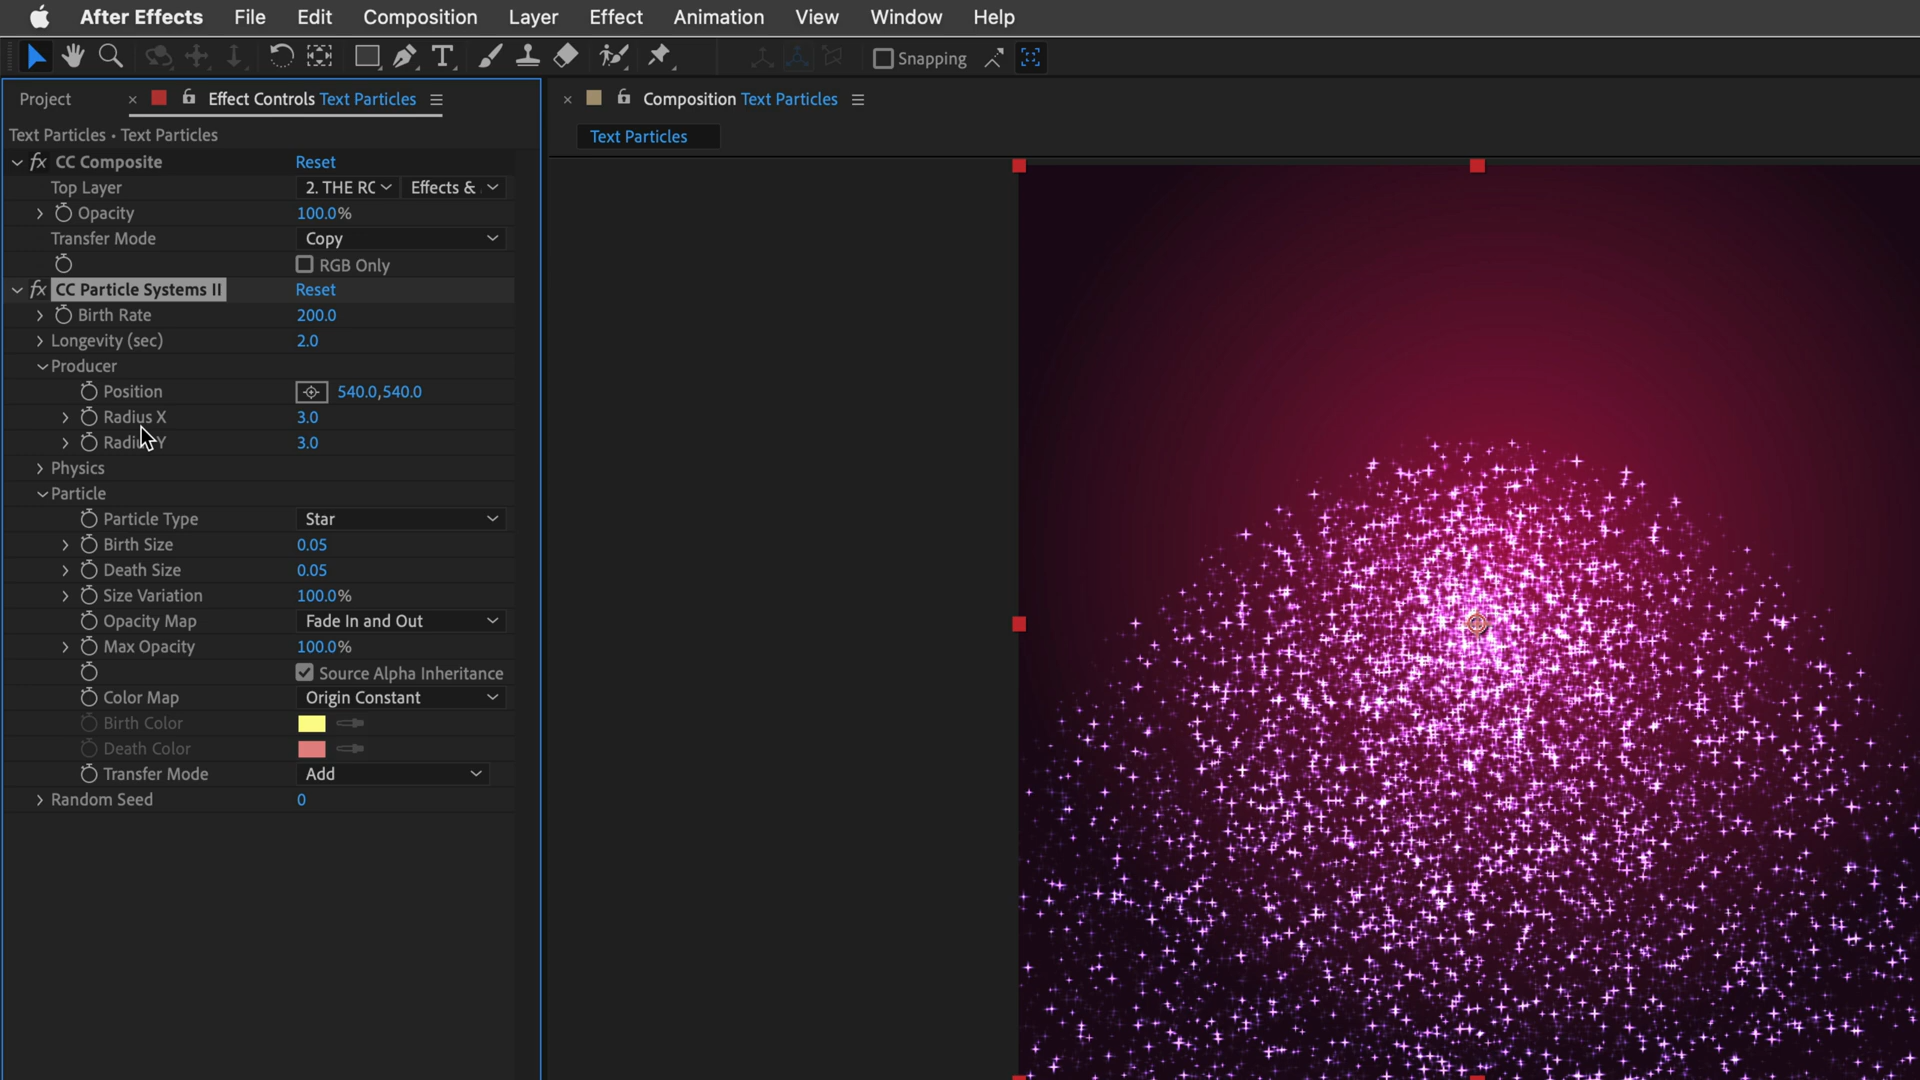 After Effects File Edit Composition Layer Effect Animation View Window Help
Snapping
Project × Effect Controls Text Particles
× Composition Text Particles
Text Particles • Text Particles
Text Particles
fx CC Composite Reset
Top Layer 2. THE RC Effects &
Opacity 100.0%
Transfer Mode Copy
RGB Only
fx CC Particle Systems II Reset
Birth Rate 200.0
Longevity (sec) 2.0
Producer
Position 540.0,540.0
Radius X 3.0
Radius Y 3.0
Physics
Particle
Particle Type Star
Birth Size 0.05
Death Size 0.05
Size Variation 100.0%
Opacity Map Fade In and Out
Max Opacity 100.0%
Source Alpha Inheritance
Color Map Origin Constant
Birth Color
Death Color
Transfer Mode Add
Random Seed 0